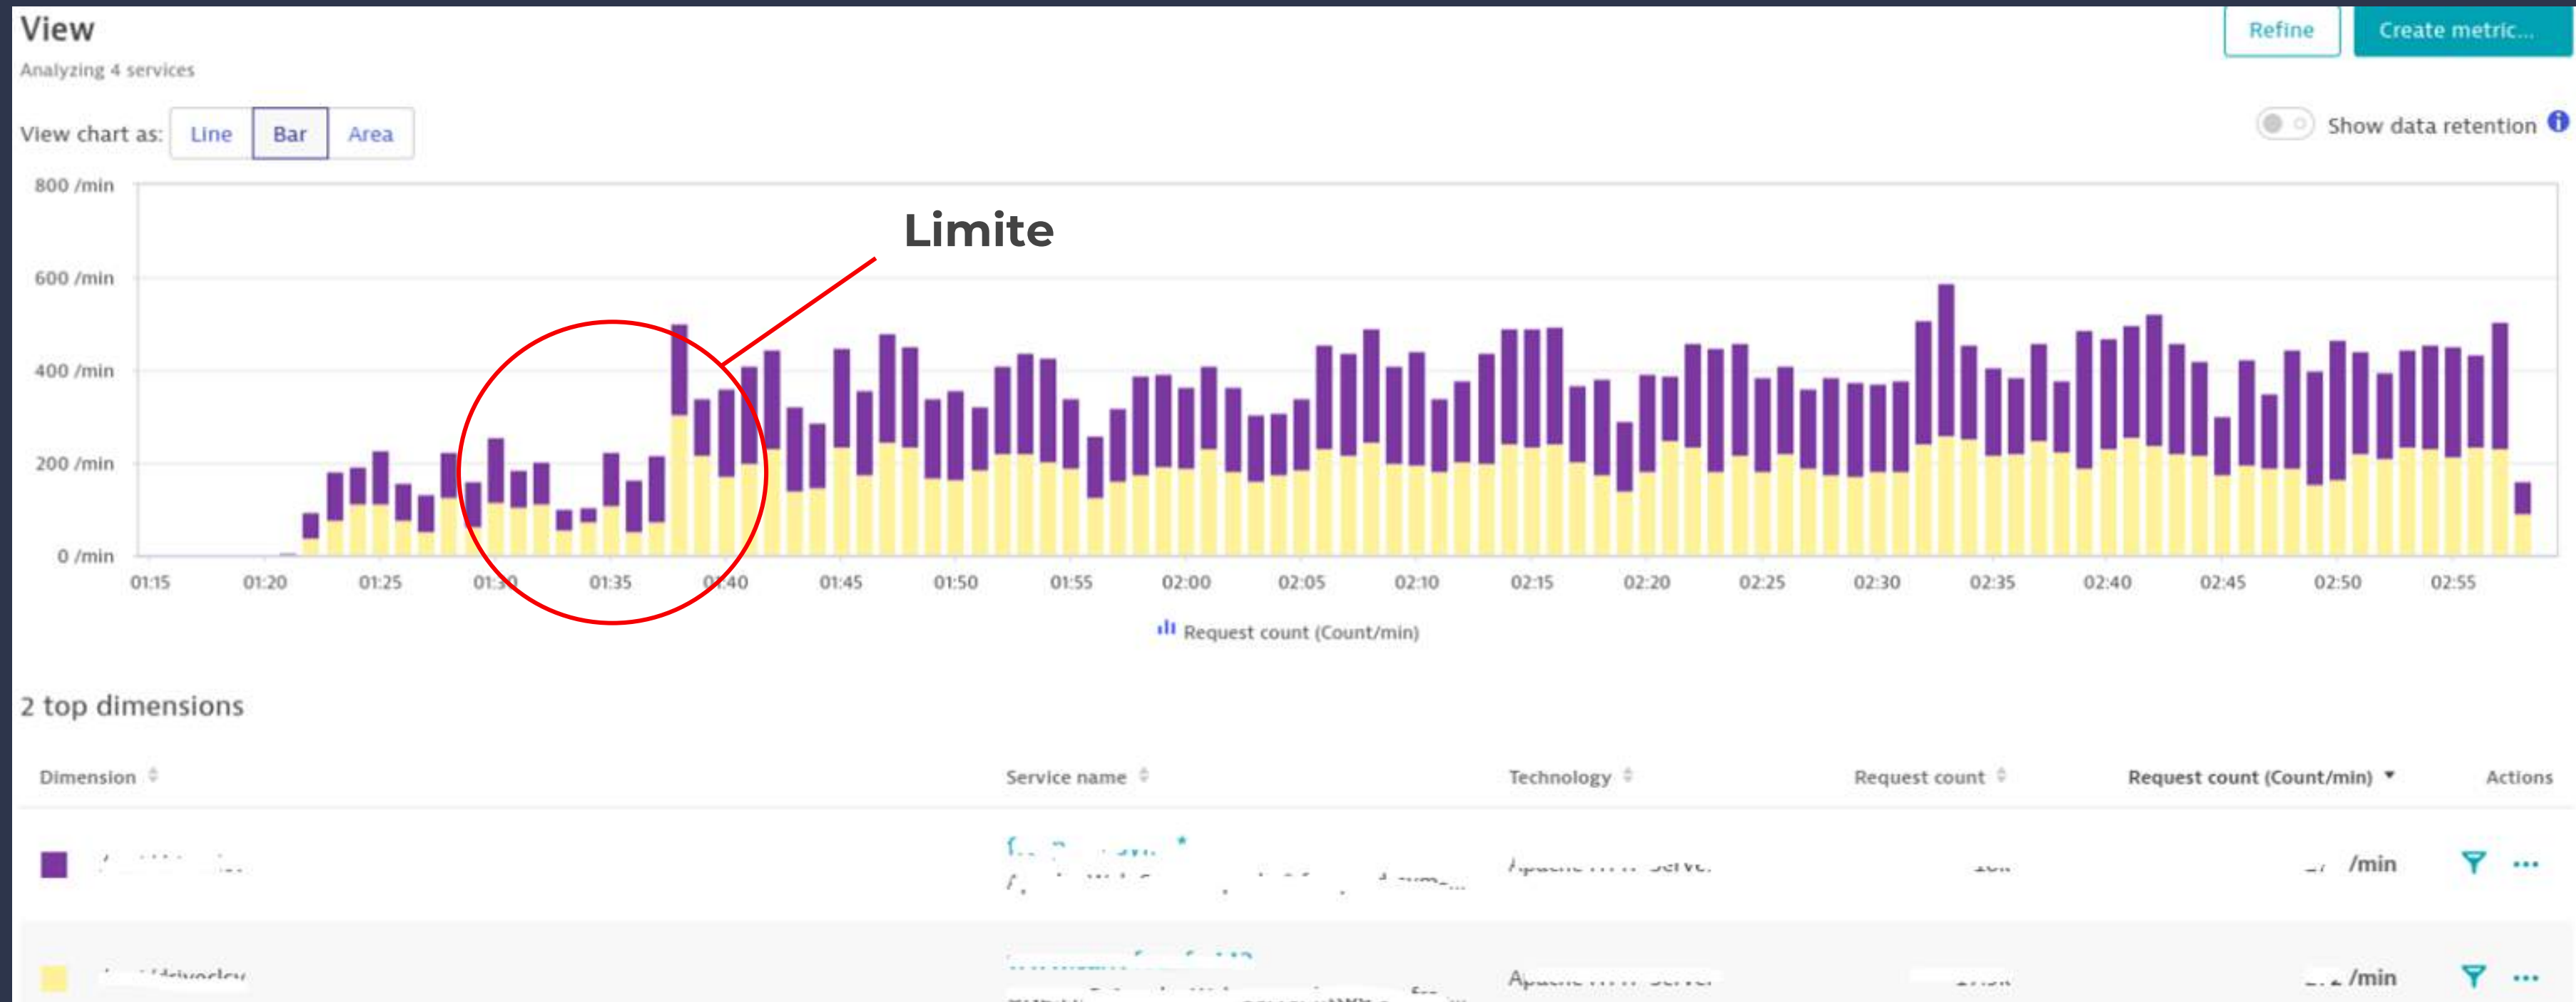 View
Refine
Create metric...
Analyzing 4 services
View chart as:
Line
Bar
Area
Show data retention
800 /min
Limite
600 /min
400 /min
200 /min
0 /min
01:15 01:20 01:25 01:30 01:35 01:40 01:45 01:50 01:55 02:00 02:05 02:10 02:15 02:20 02:25 02:30 02:35 02:40 02:45 02:50 02:55
Request count (Count/min)
2 top dimensions
Dimension Service name Technology Request count Request count (Count/min) Actions
/min
/min